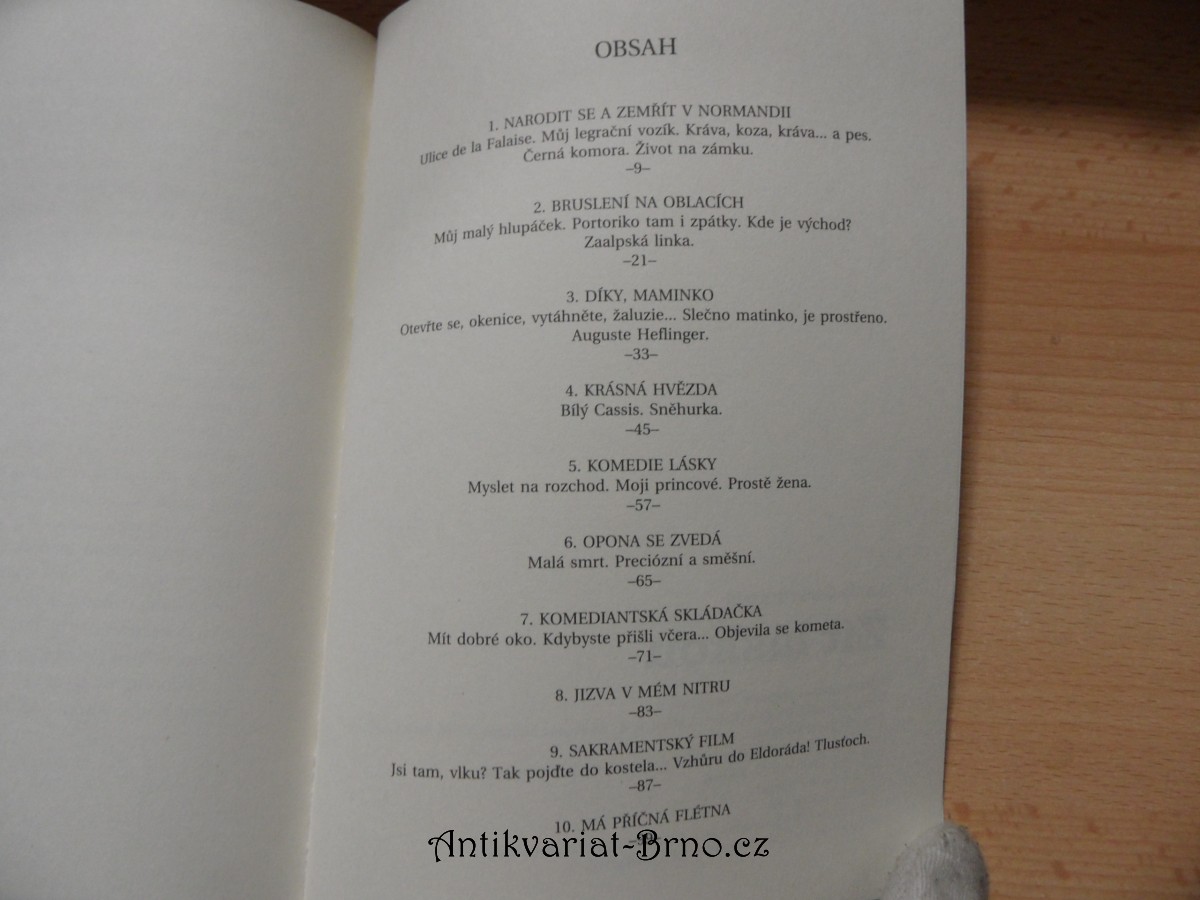 OBSAH
1. NARODIT SE A ZEMŘÍT V NORMANDII
Ulice de la Falaise. Můj legrační vozík. Kráva, koza, kráva... a pes.
Černá komora. Život na zámku.
–9–
2. BRUSLENÍ NA OBLACÍCH
Můj malý hlupáček. Portoriko tam i zpátky. Kde je východ?
Zaalpská linka.
–21–
3. DÍKY, MAMINKO
Otevřte se, okenice, vytáhněte, žaluzie... Slečno matinko, je prostřeno.
Auguste Heflinger.
–33–
4. KRÁSNÁ HVĚZDA
Bílý Cassis. Sněhurka.
–45–
5. KOMEDIE LÁSKY
Myslet na rozchod. Moji princové. Prostě žena.
–57–
6. OPONA SE ZVEDÁ
Malá smrt. Preciózní a směšní.
–65–
7. KOMEDIANTSKÁ SKLÁDAČKA
Mít dobré oko. Kdybyste přišli včera... Objevila se kometa.
–71–
8. JIZVA V MÉM NITRU
–83–
9. SAKRAMENTSKÝ FILM
Jsi tam, vlku? Tak pojďte do kostela... Vzhůru do Eldoráda! Tlusťoch.
–87–
10. MÁ PŘÍČNÁ FLÉTNA
Antikvariat-Brno.cz